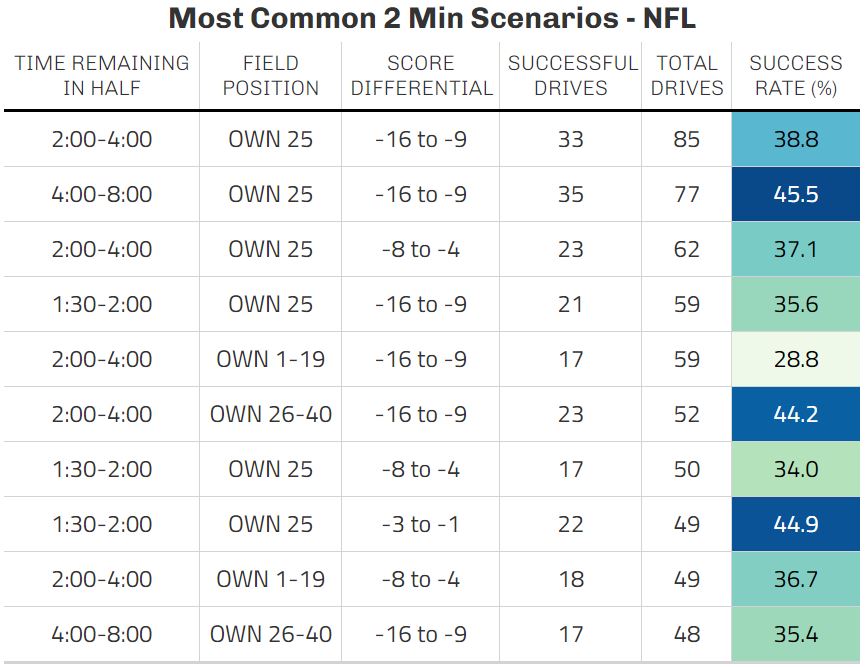 Most Common 2 Min Scenarios - NFL
TIME REMAINING IN HALF FIELD POSITION SCORE DIFFERENTIAL SUCCESSFUL DRIVES TOTAL DRIVES SUCCESS RATE (%)
2:00-4:00 OWN 25 -16 to -9 33 85 38.8
4:00-8:00 OWN 25 -16 to -9 35 77 45.5
2:00-4:00 OWN 25 -8 to -4 23 62 37.1
1:30-2:00 OWN 25 -16 to -9 21 59 35.6
2:00-4:00 OWN 1-19 -16 to -9 17 59 28.8
2:00-4:00 OWN 26-40 -16 to -9 23 52 44.2
1:30-2:00 OWN 25 -8 to -4 17 50 34.0
1:30-2:00 OWN 25 -3 to -1 22 49 44.9
2:00-4:00 OWN 1-19 -8 to -4 18 49 36.7
4:00-8:00 OWN 26-40 -16 to -9 17 48 35.4